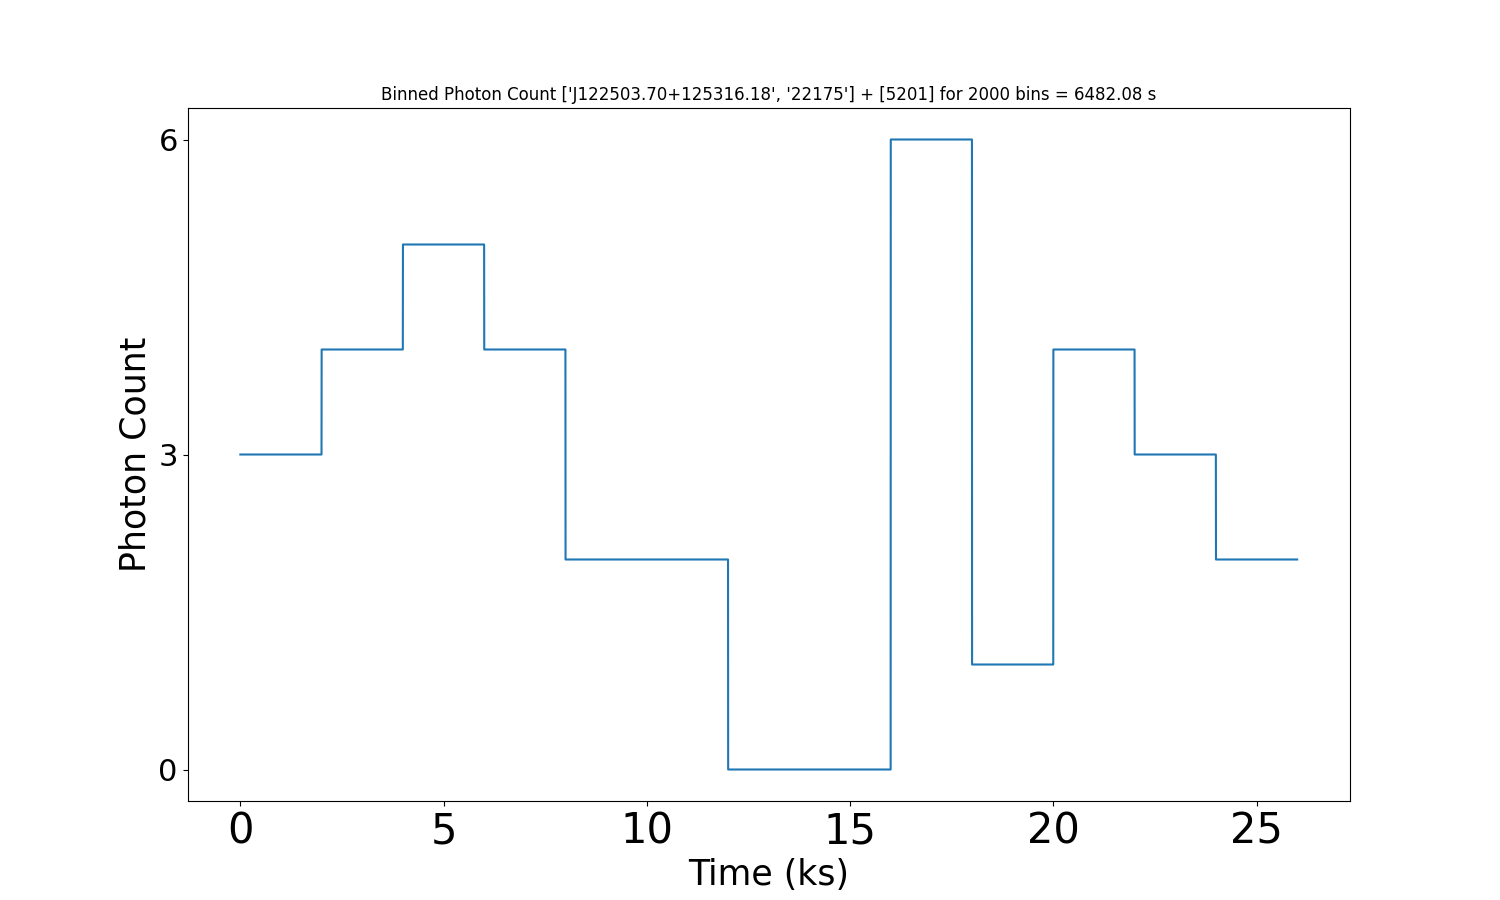 Binned Photon Count ['J122503.70+125316.18', '22175'] + [5201] for 2000 bins = 6482.08 s
6
3
0
Photon Count
0 5 10 15 20 25
Time (ks)